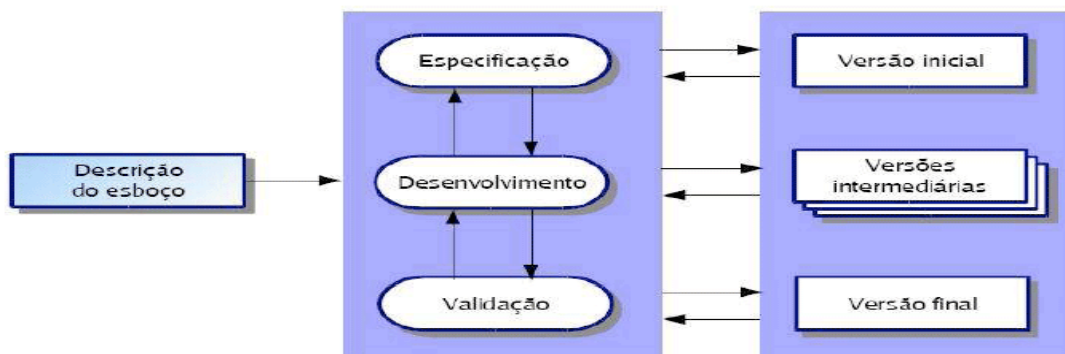 Especificação
Versão inicial
Descrição
do esboço
Desenvolvimento
Versões
intermediárias
Validação
Versão final